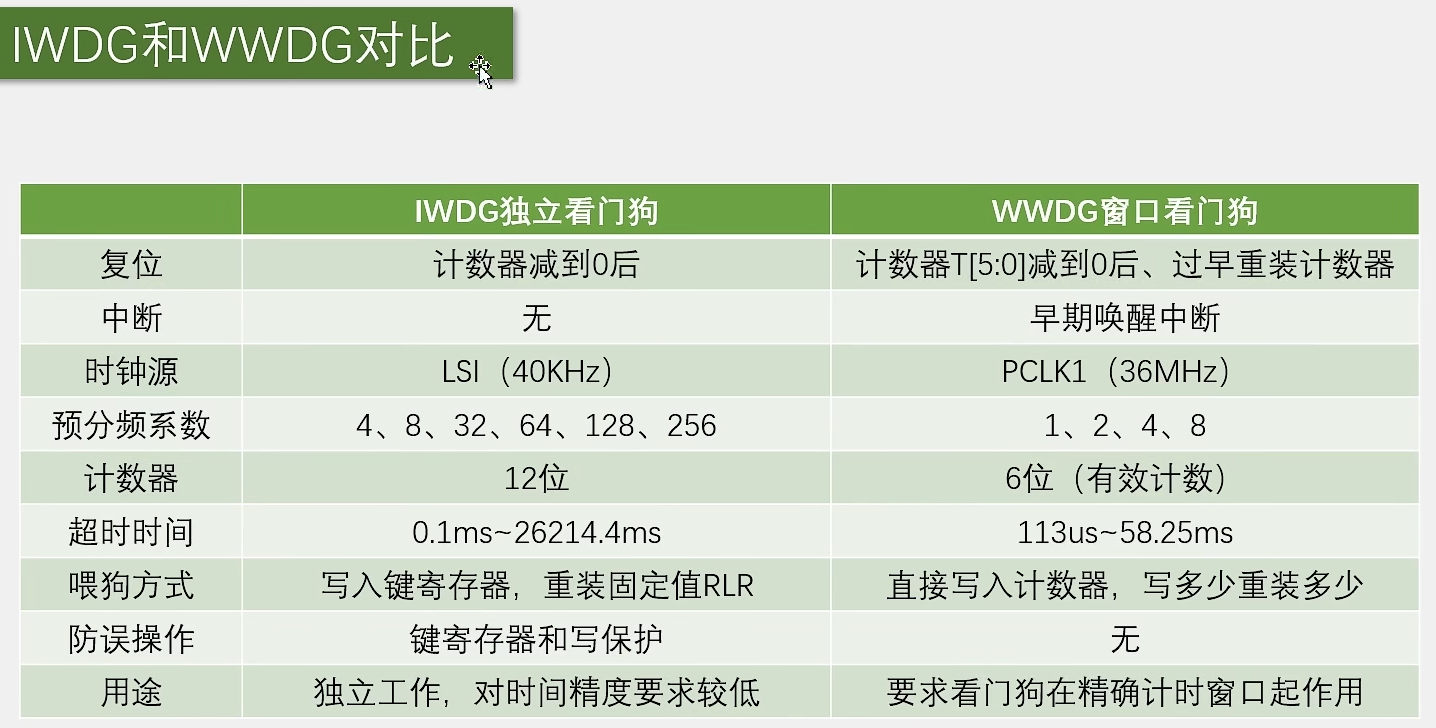 IWDG和WWDG对比
IWDG独立看门狗 WWDG窗口看门狗
复位 计数器减到0后 计数器T[5:0]减到0后、过早重装计数器
中断 无 早期唤醒中断
时钟源 LSI（40KHz） PCLK1（36MHz）
预分频系数 4、8、32、64、128、256 1、2、4、8
计数器 12位 6位（有效计数）
超时时间 0.1ms~26214.4ms 113us~58.25ms
喂狗方式 写入键寄存器，重装固定值RLR 直接写入计数器，写多少重装多少
防误操作 键寄存器和写保护 无
用途 独立工作，对时间精度要求较低 要求看门狗在精确计时窗口起作用